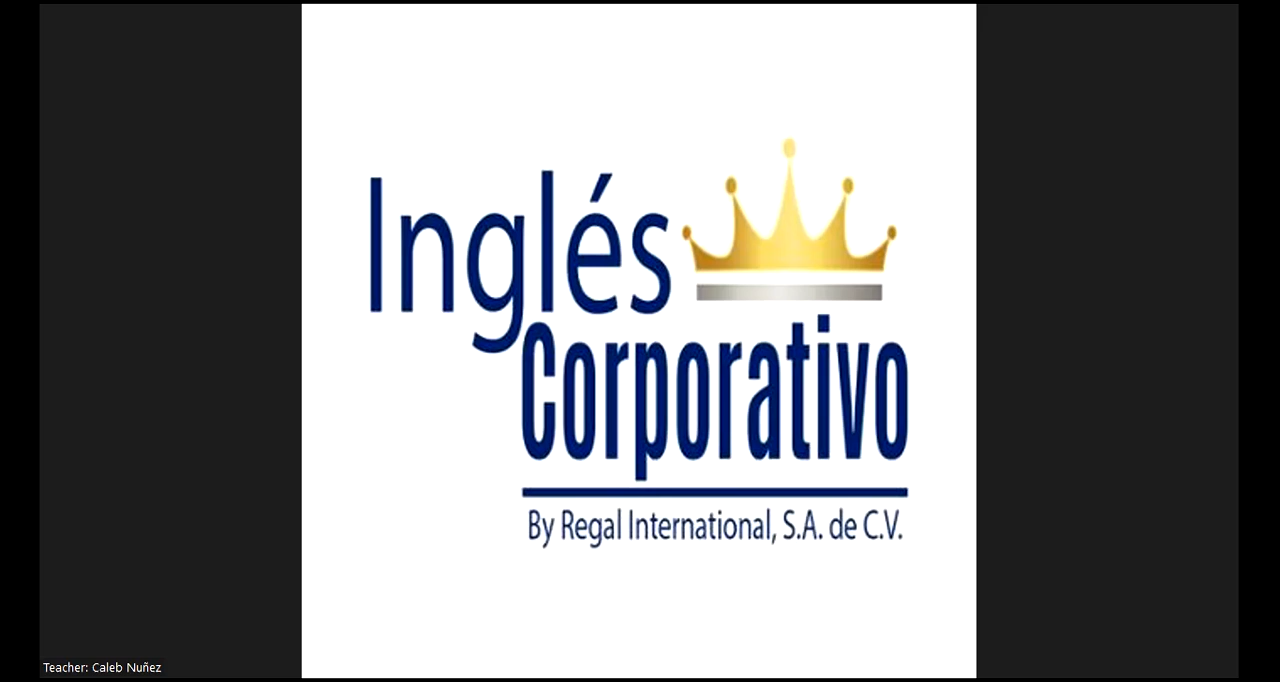 Inglés
Corporativo
By Regal International, S.A. de C.V.
Teacher: Caleb Nuñez